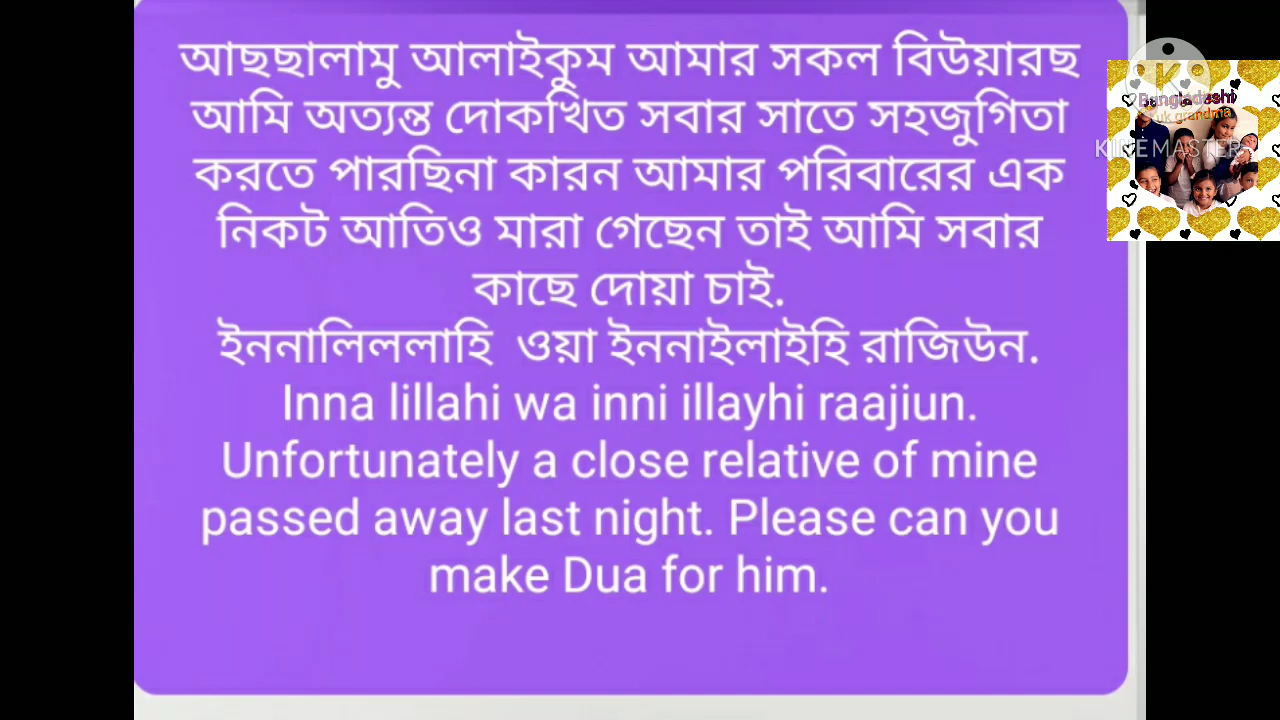 আছছালামু আলাইকুম আমার সকল বিউয়ারছ
আমি অত্যন্ত দোকখিত সবার সাতে সহজুগিতা
করতে পারছিনা কারন আমার পরিবারের এক
নিকট আতিও মারা গেছেন তাই আমি সবার
কাছে দোয়া চাই.
ইননালিললাহি ওয়া ইননাইলাইহি রাজিউন.
Inna lillahi wa inni illayhi raajiun.
Unfortunately a close relative of mine
passed away last night. Please can you
make Dua for him.
Bangladeshi
uk grandma
KINEMASTER